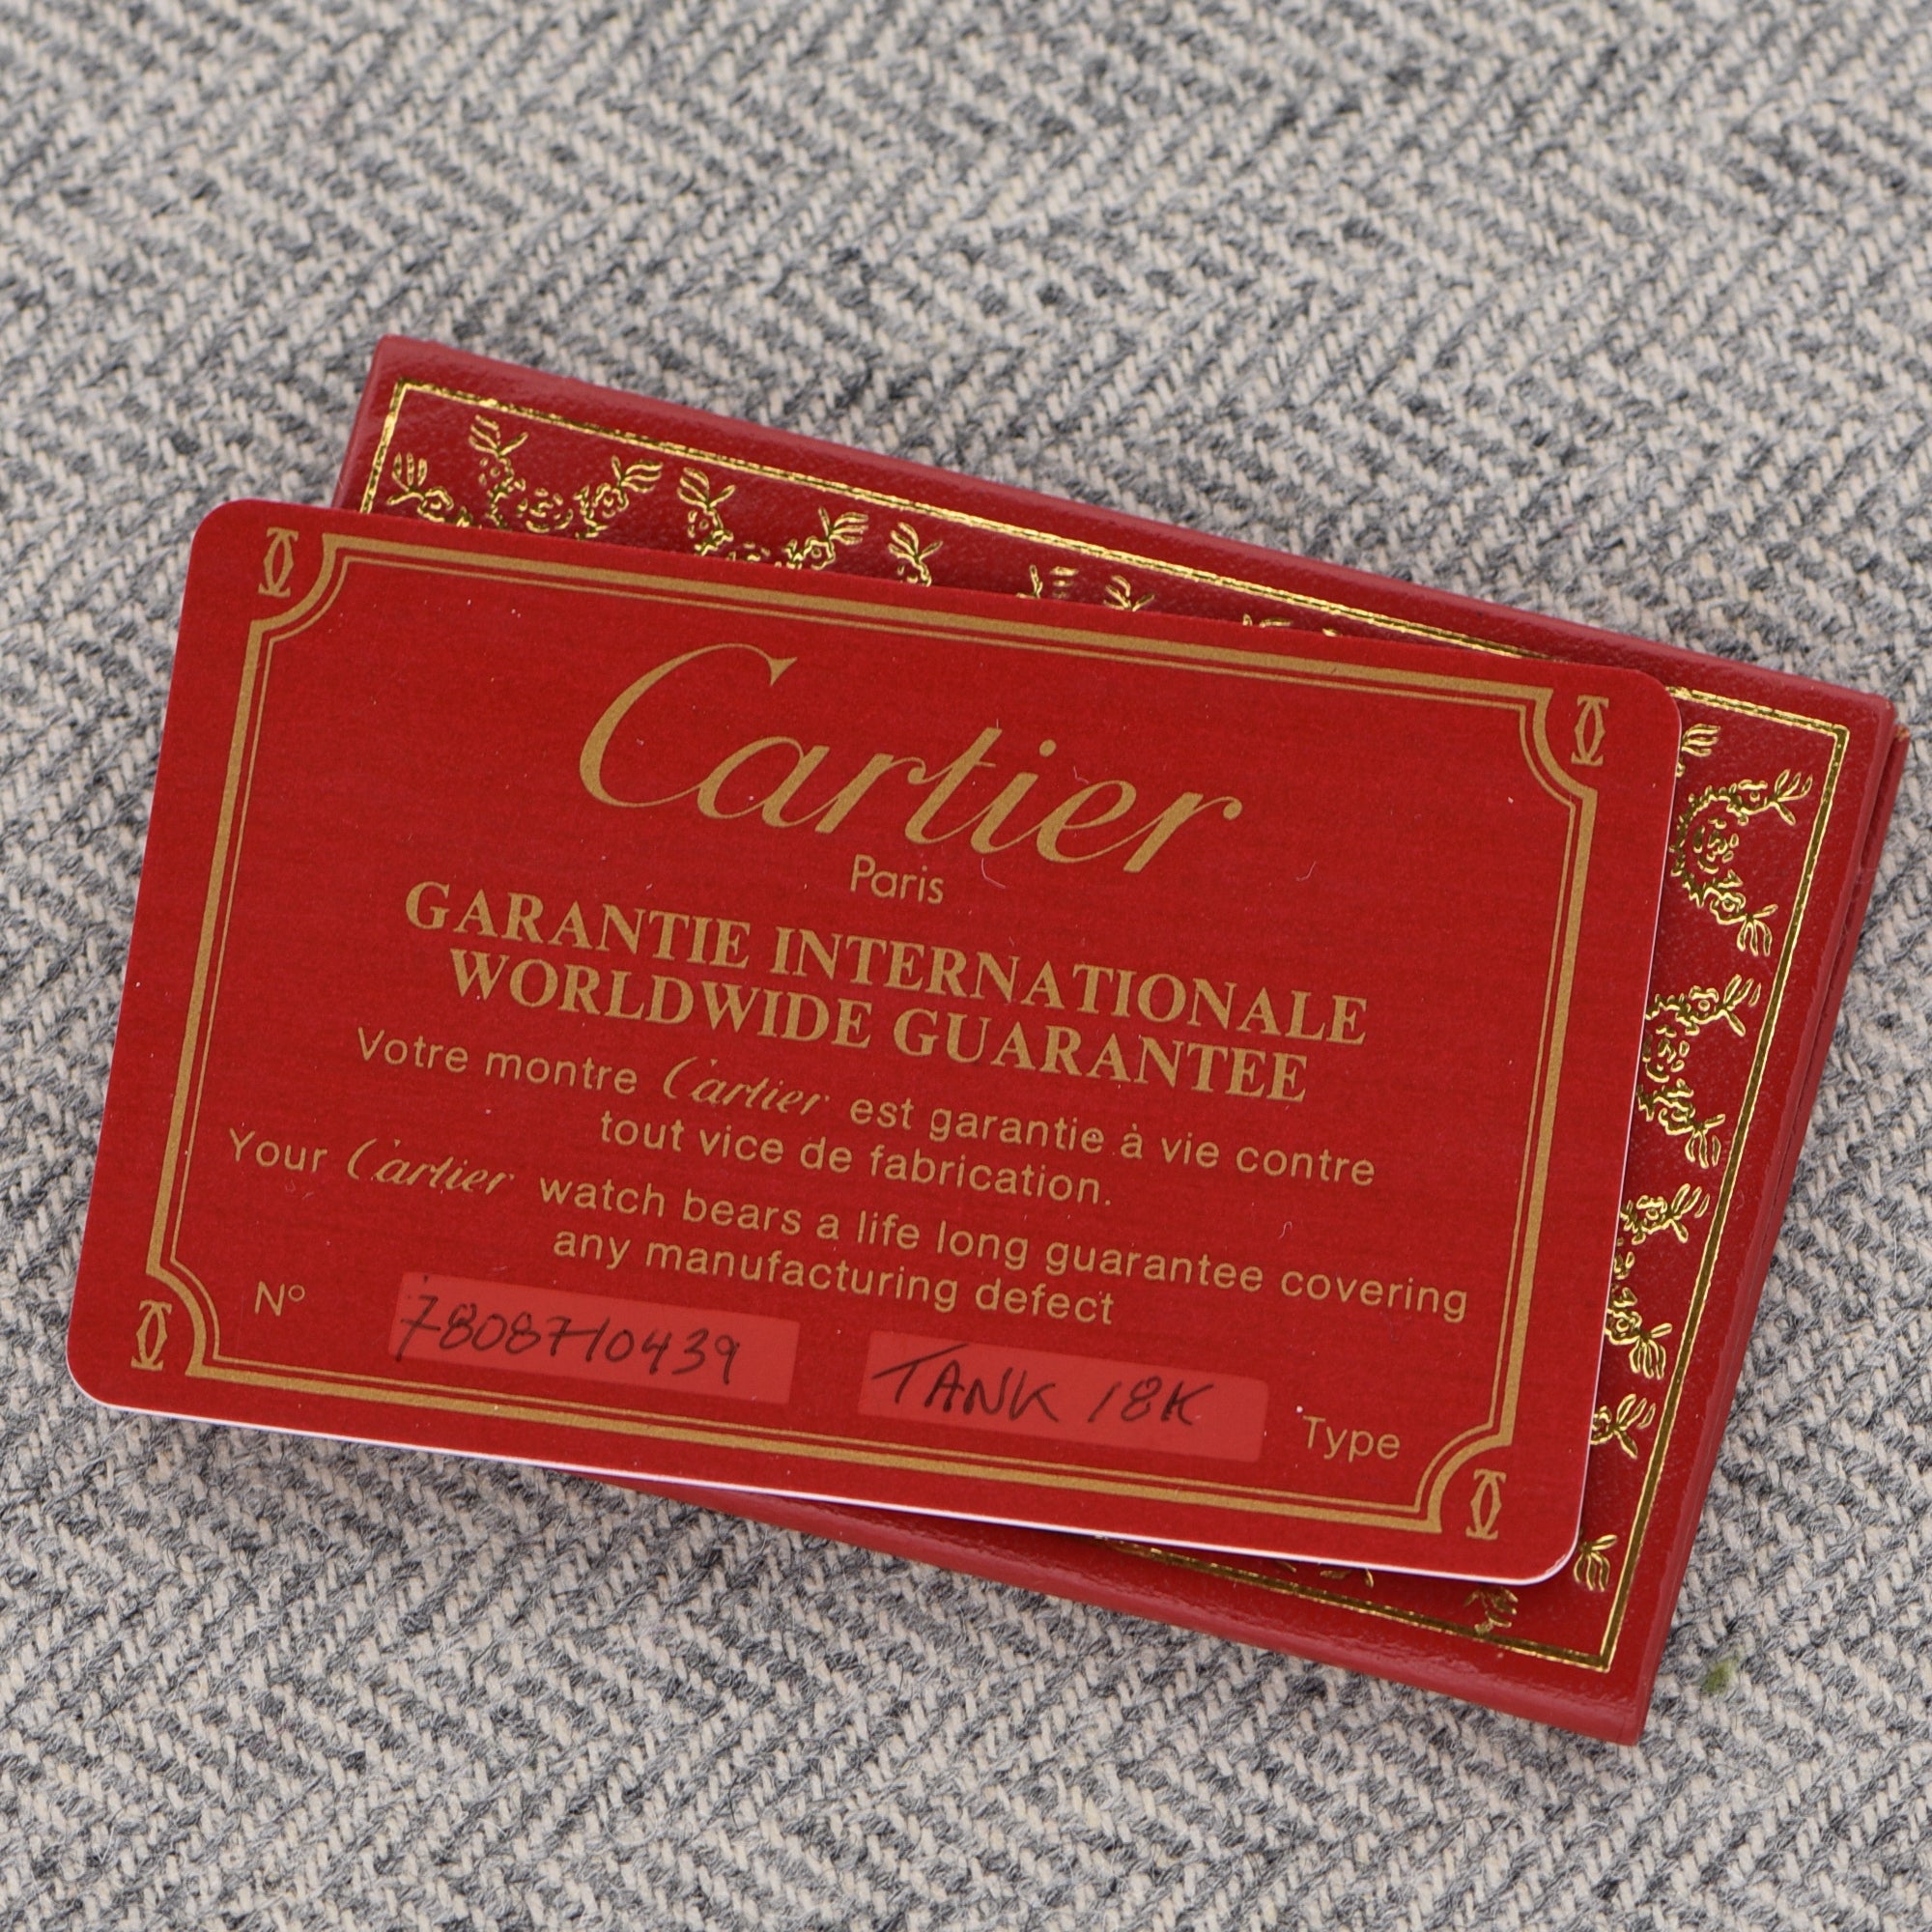 Cartier
Paris
GARANTIE INTERNATIONALE
WORLDWIDE GUARANTEE
Votre montre Cartier est garantie à vie contre
tout vice de fabrication.
Your Cartier watch bears a life long guarantee covering
any manufacturing defect
N° 7808710439 TANK 18K Type